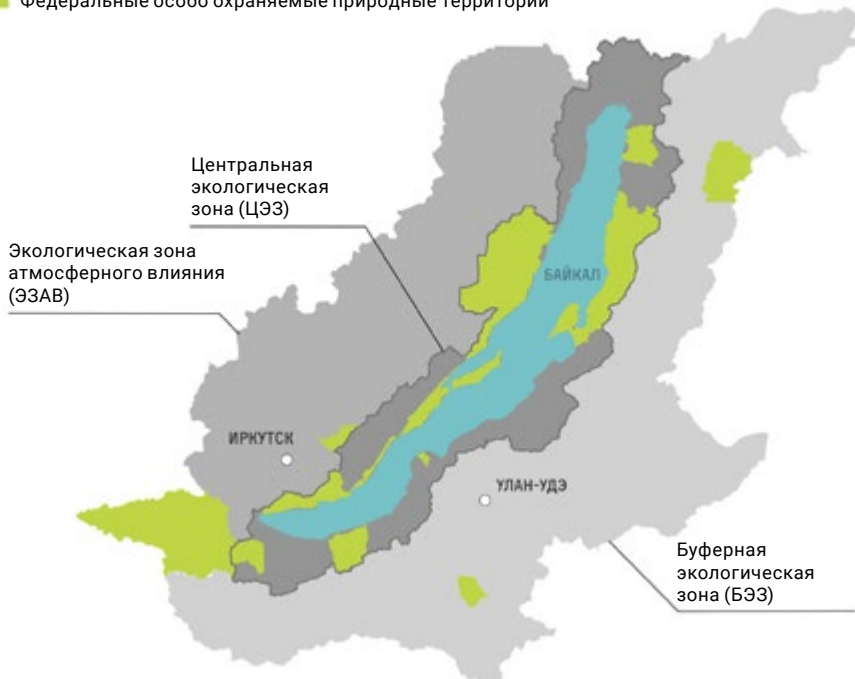 Федеральные особо охраняемые природные территории
Центральная
экологическая
зона (ЦЭЗ)
Экологическая зона
атмосферного влияния
(ЭЗАВ)
БАЙКАЛ
ИРКУТСК
УЛАН-УДЭ
Буферная
экологическая
зона (БЭЗ)